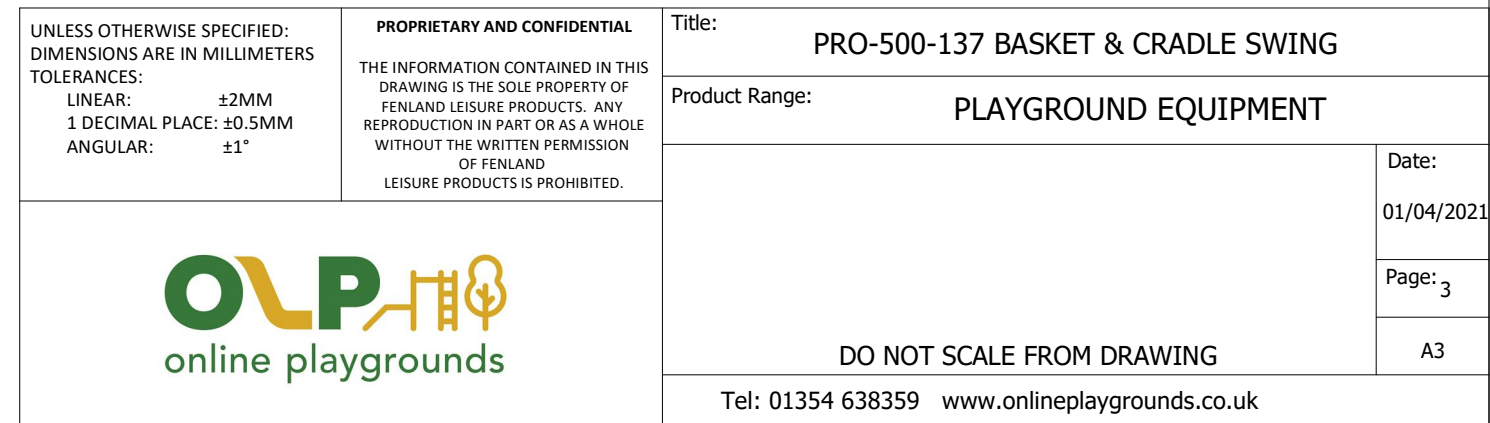 UNLESS OTHERWISE SPECIFIED:
DIMENSIONS ARE IN MILLIMETERS
TOLERANCES:
LINEAR: ±2MM
1 DECIMAL PLACE: ±0.5MM
ANGULAR: ±1°
PROPRIETARY AND CONFIDENTIAL
THE INFORMATION CONTAINED IN THIS
DRAWING IS THE SOLE PROPERTY OF
FENLAND LEISURE PRODUCTS. ANY
REPRODUCTION IN PART OR AS A WHOLE
WITHOUT THE WRITTEN PERMISSION
OF FENLAND
LEISURE PRODUCTS IS PROHIBITED.
Title:
PRO-500-137 BASKET & CRADLE SWING
Product Range:
PLAYGROUND EQUIPMENT
Date:
01/04/2021
Page: 3
A3
DO NOT SCALE FROM DRAWING
Tel: 01354 638359 www.onlineplaygrounds.co.uk
OLP
online playgrounds